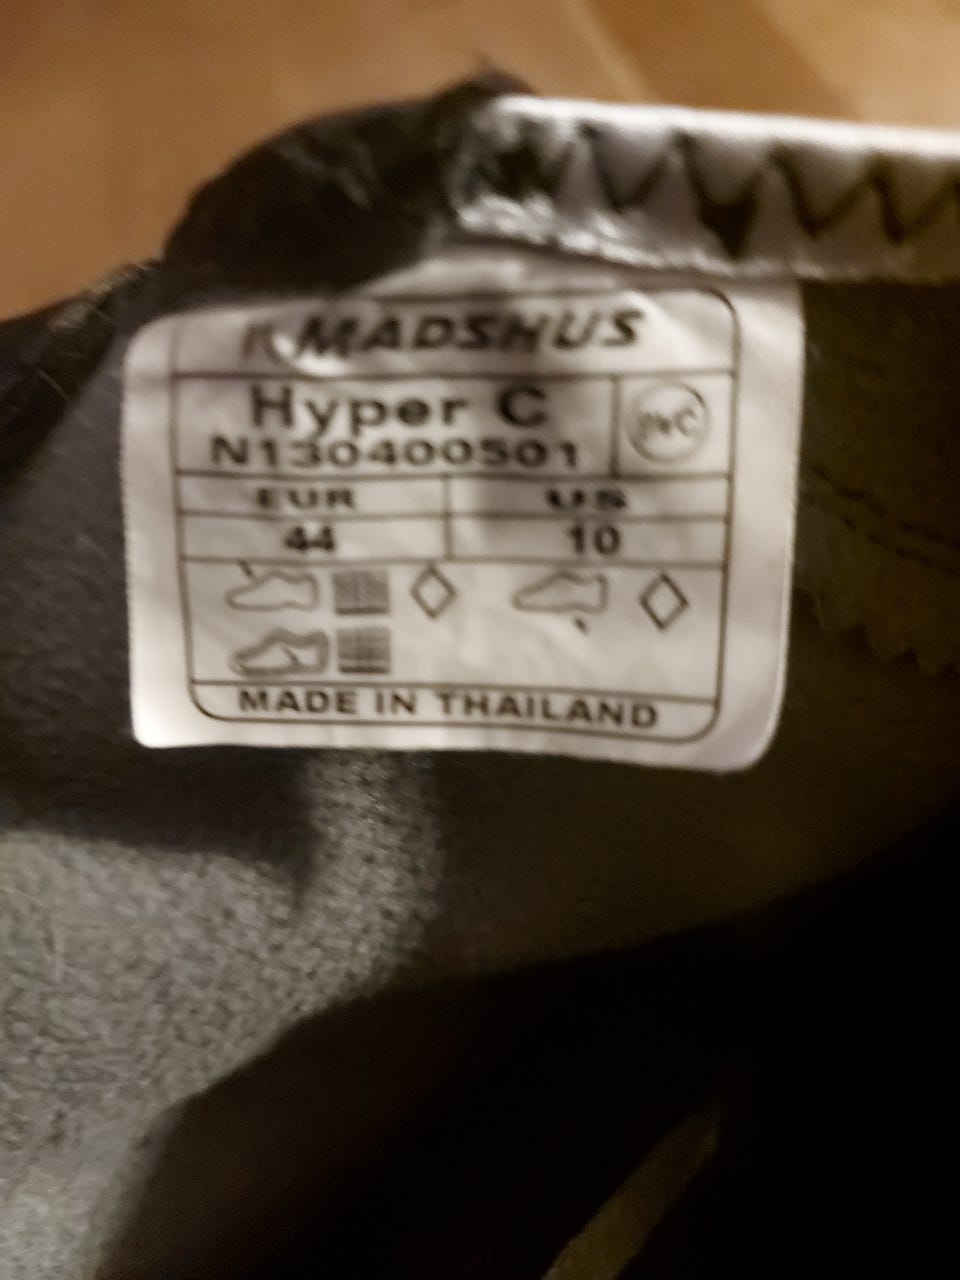 MADSHUS
Hyper C
N130400501
EUR US
44 10
MADE IN THAILAND